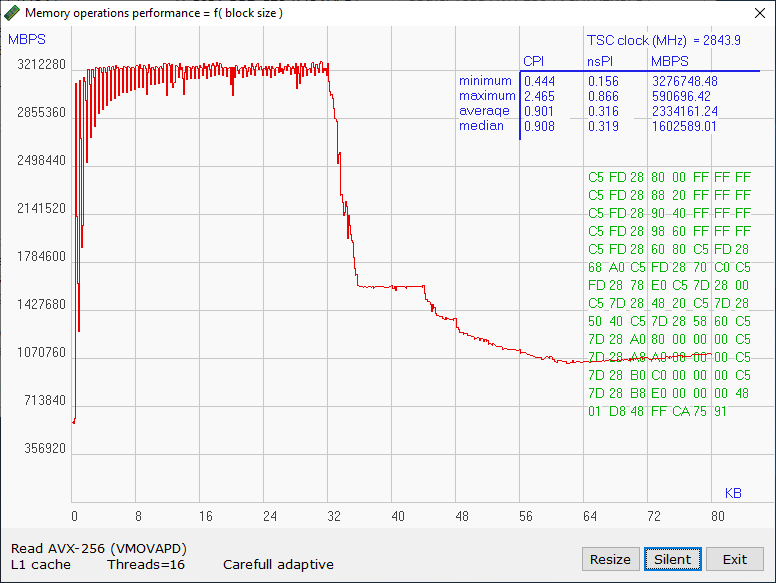 Memory operations performance = f( block size )
MBPS
TSC clock (MHz) = 2843.9
CPI nsPI MBPS
minimum 0.444 0.156 3276748.48
maximum 2.465 0.866 590696.42
average 0.901 0.316 2334161.24
median 0.908 0.319 1602589.01
3212280
2855360
2498440
2141520
1784600
1427680
1070760
713840
356920
C5 FD 28 80 00 FF FF FF
C5 FD 28 88 20 FF FF FF
C5 FD 28 90 40 FF FF FF
C5 FD 28 98 60 FF FF FF
C5 FD 28 60 80 C5 FD 28
68 A0 C5 FD 28 70 C0 C5
FD 28 78 E0 C5 7D 28 00
C5 7D 28 48 20 C5 7D 28
50 40 C5 7D 28 58 60 C5
7D 28 A0 80 00 00 00 C5
7D 28 A8 A0 00 00 00 C5
7D 28 B0 C0 00 00 00 C5
7D 28 B8 E0 00 00 00 48
01 D8 48 FF CA 75 91
KB
0 8 16 24 32 40 48 56 64 72 80
Read AVX-256 (VMOVAPD)
L1 cache Threads=16 Carefull adaptive
Resize Silent Exit